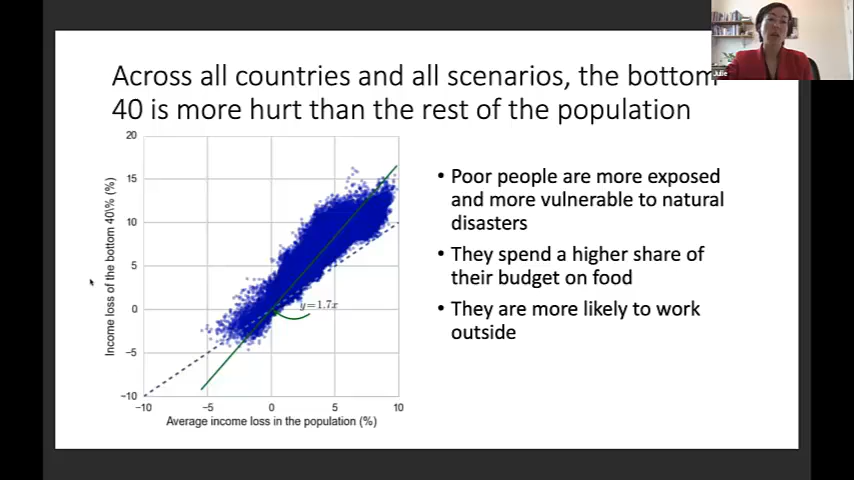 Across all countries and all scenarios, the bottom
40 is more hurt than the rest of the population
20
15
10
5
0
−5
−10
−10
−5
0
5
10
Income loss of the bottom 40\% (%)
Average income loss in the population (%)
y=1.7x
• Poor people are more exposed
and more vulnerable to natural
disasters
• They spend a higher share of
their budget on food
• They are more likely to work
outside
Julie